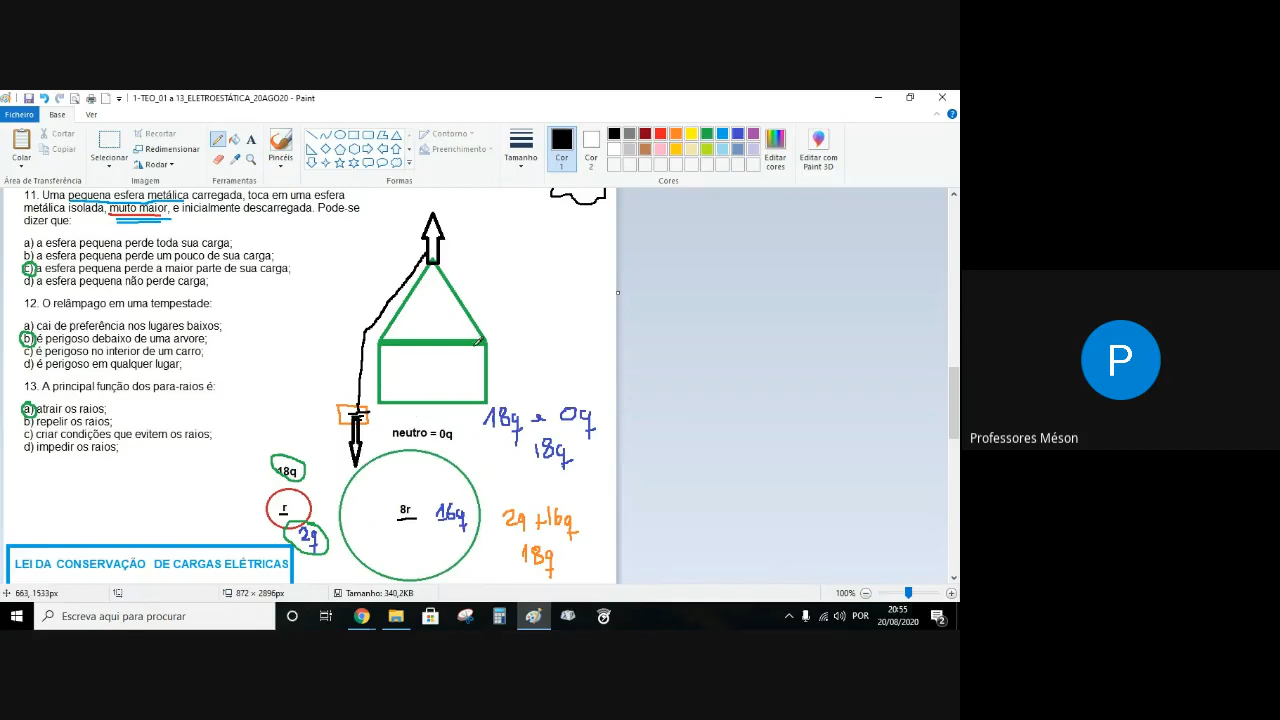 1-TEO_01 a 13_ELETROESTÁTICA_20AGO20 - Paint
Ficheiro Base Ver
Colar
Cortar
Copiar
Área de Transferência
Selecionar
Recortar
Redimensionar
Rodar
Imagem
A
Ferramentas
Pincéis
Contorno
Preenchimento
Formas
Tamanho
Cor 1
Cor 2
Editar cores
Cores
Editar com Paint 3D
11. Uma pequena esfera metálica carregada, toca em uma esfera
metálica isolada, muito maior, e inicialmente descarregada. Pode-se
dizer que:
a) a esfera pequena perde toda sua carga;
b) a esfera pequena perde um pouco de sua carga;
c) a esfera pequena perde a maior parte de sua carga;
d) a esfera pequena não perde carga;
12. O relâmpago em uma tempestade:
a) cai de preferência nos lugares baixos;
b) é perigoso debaixo de uma arvore;
c) é perigoso no interior de um carro;
d) é perigoso em qualquer lugar;
13. A principal função dos para-raios é:
a) atrair os raios;
b) repelir os raios;
c) criar condições que evitem os raios;
d) impedir os raios;
neutro = 0q
18q e 0q
18q
18q
r
2q
8r
16q
2q +16q
18q
LEI DA CONSERVAÇÃO DE CARGAS ELÉTRICAS
663, 1533px
872 × 2896px
Tamanho: 340,2KB
100%
Escreve aqui para procurar
POR
20:55
20/08/2020
2
P
Professores Méson